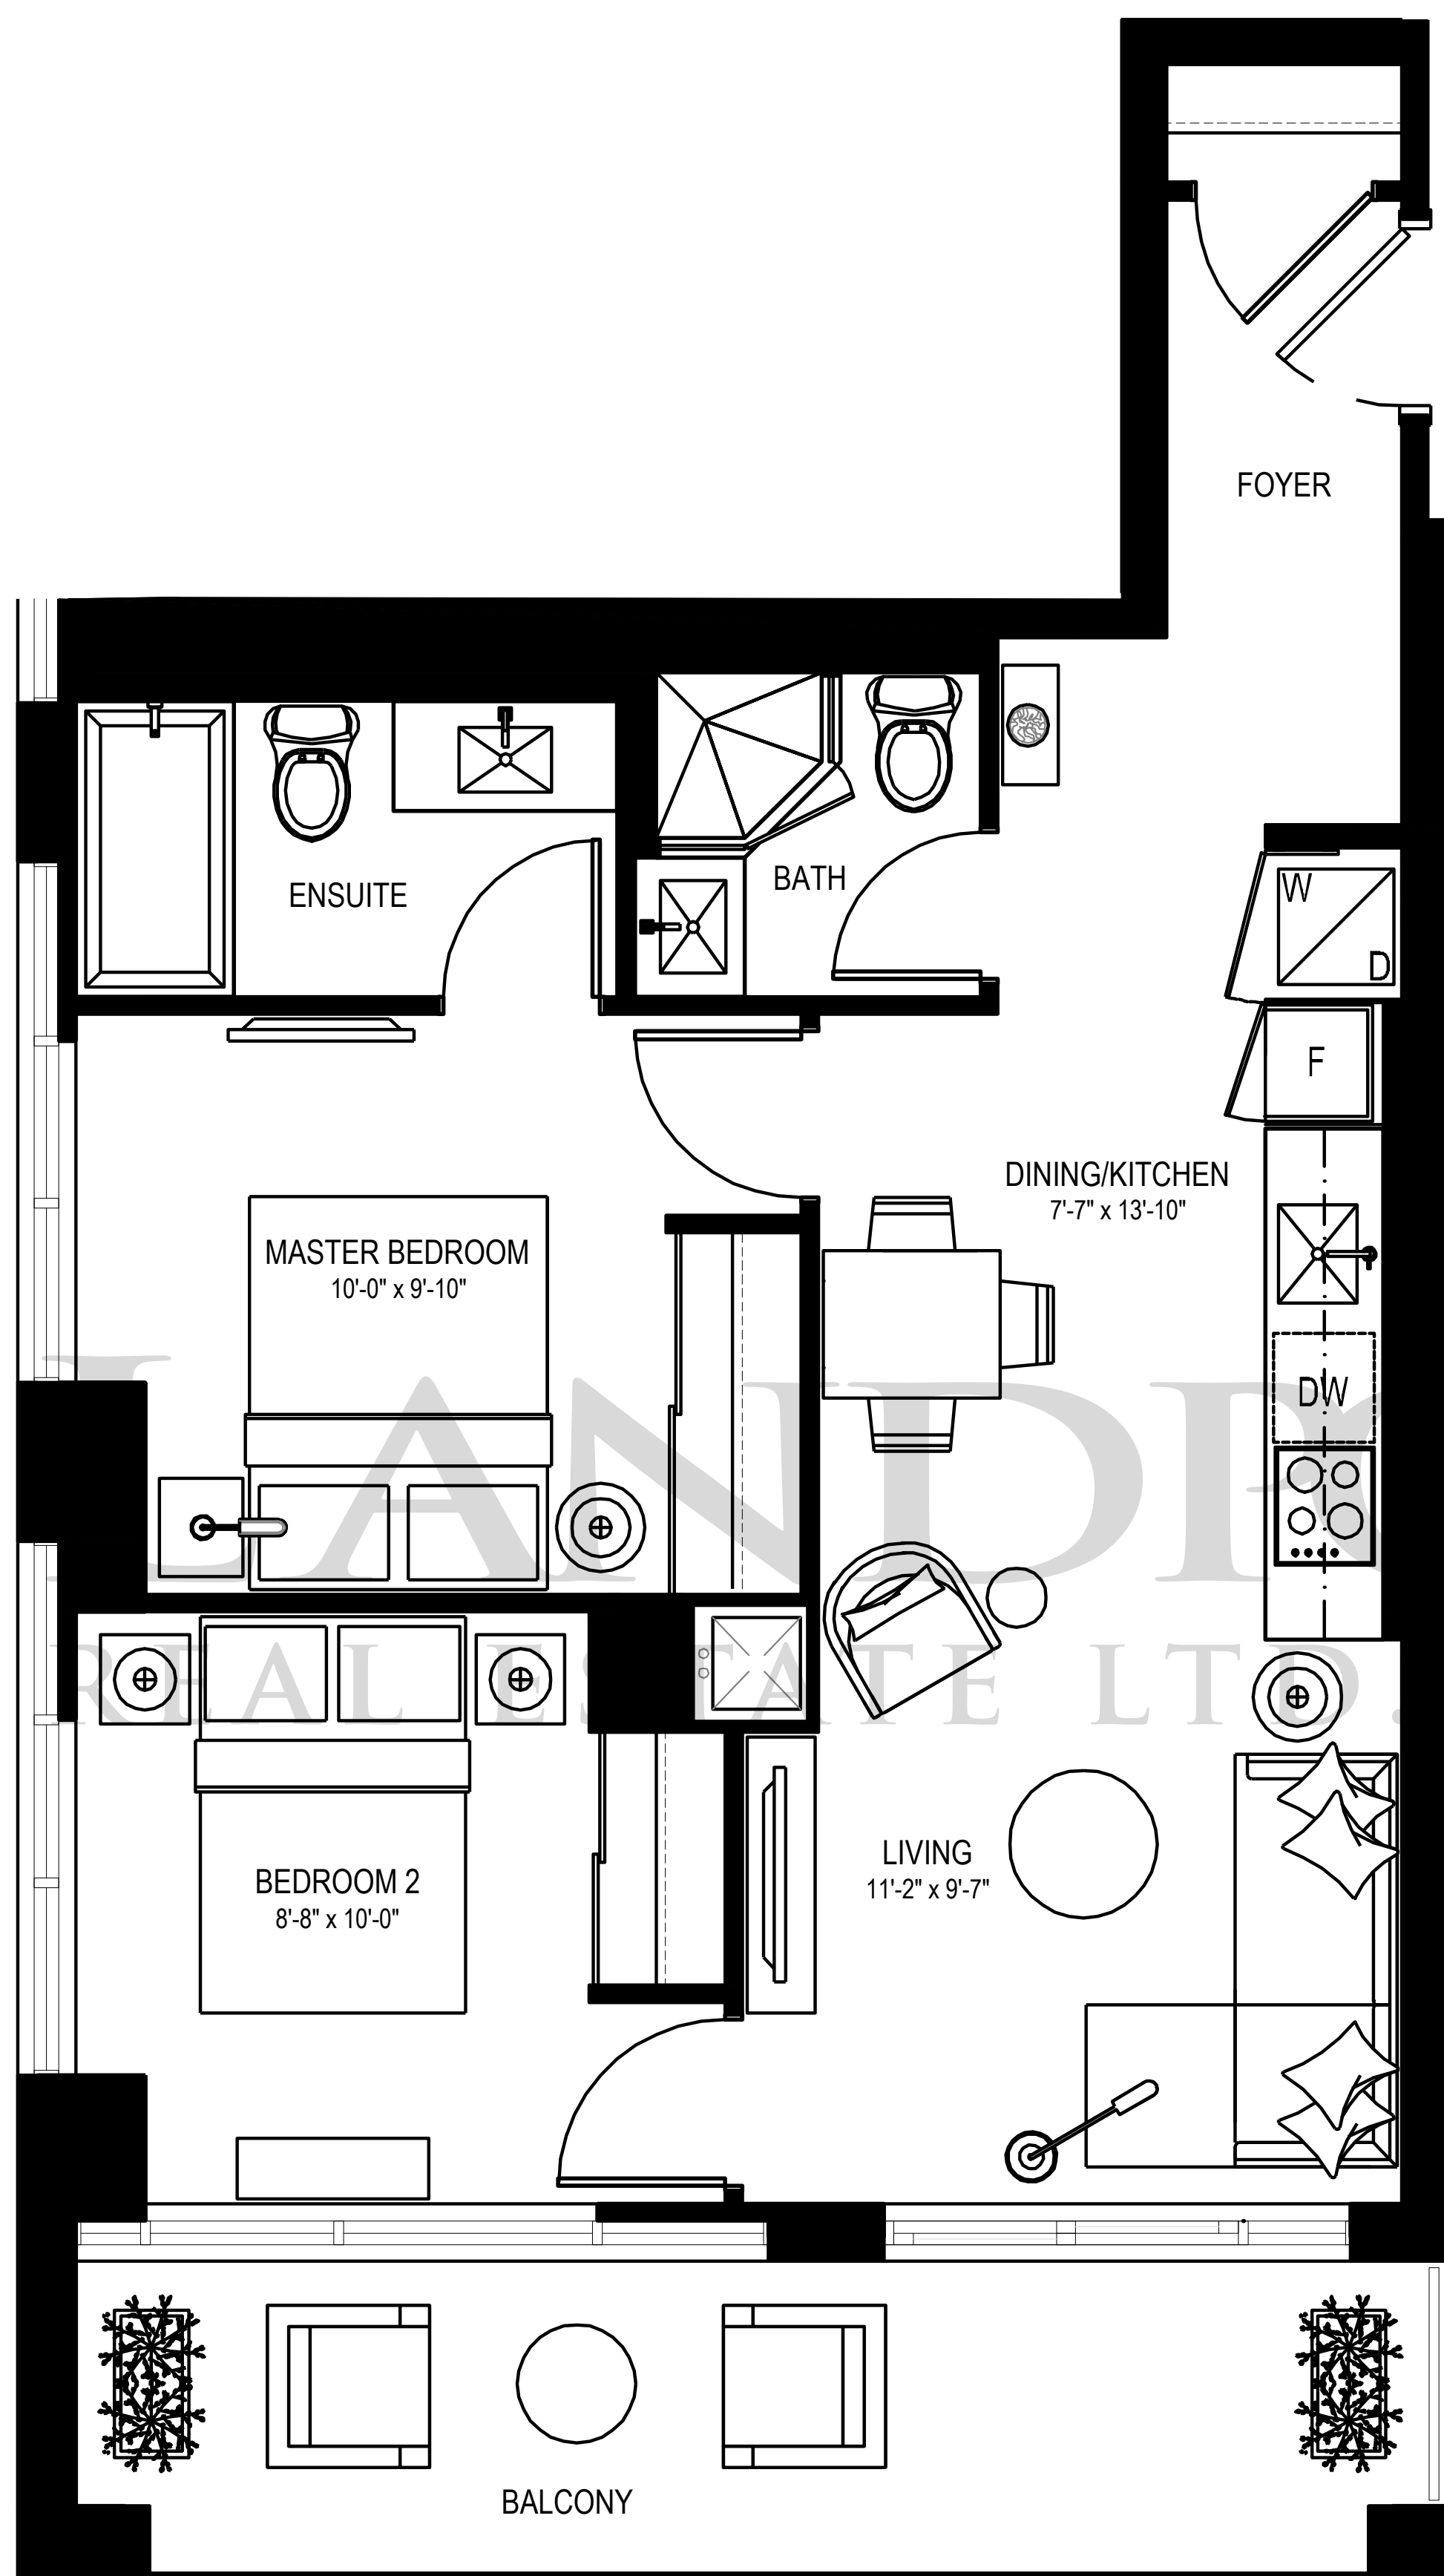 FOYER
W
D
ENSUITE
BATH
F
DINING/KITCHEN
7'-7" x 13'-10"
MASTER BEDROOM
10'-0" x 9'-10"
DW
REAL ESTATE LTD.
LIVING
11'-2" x 9'-7"
BEDROOM 2
8'-8" x 10'-0"
BALCONY